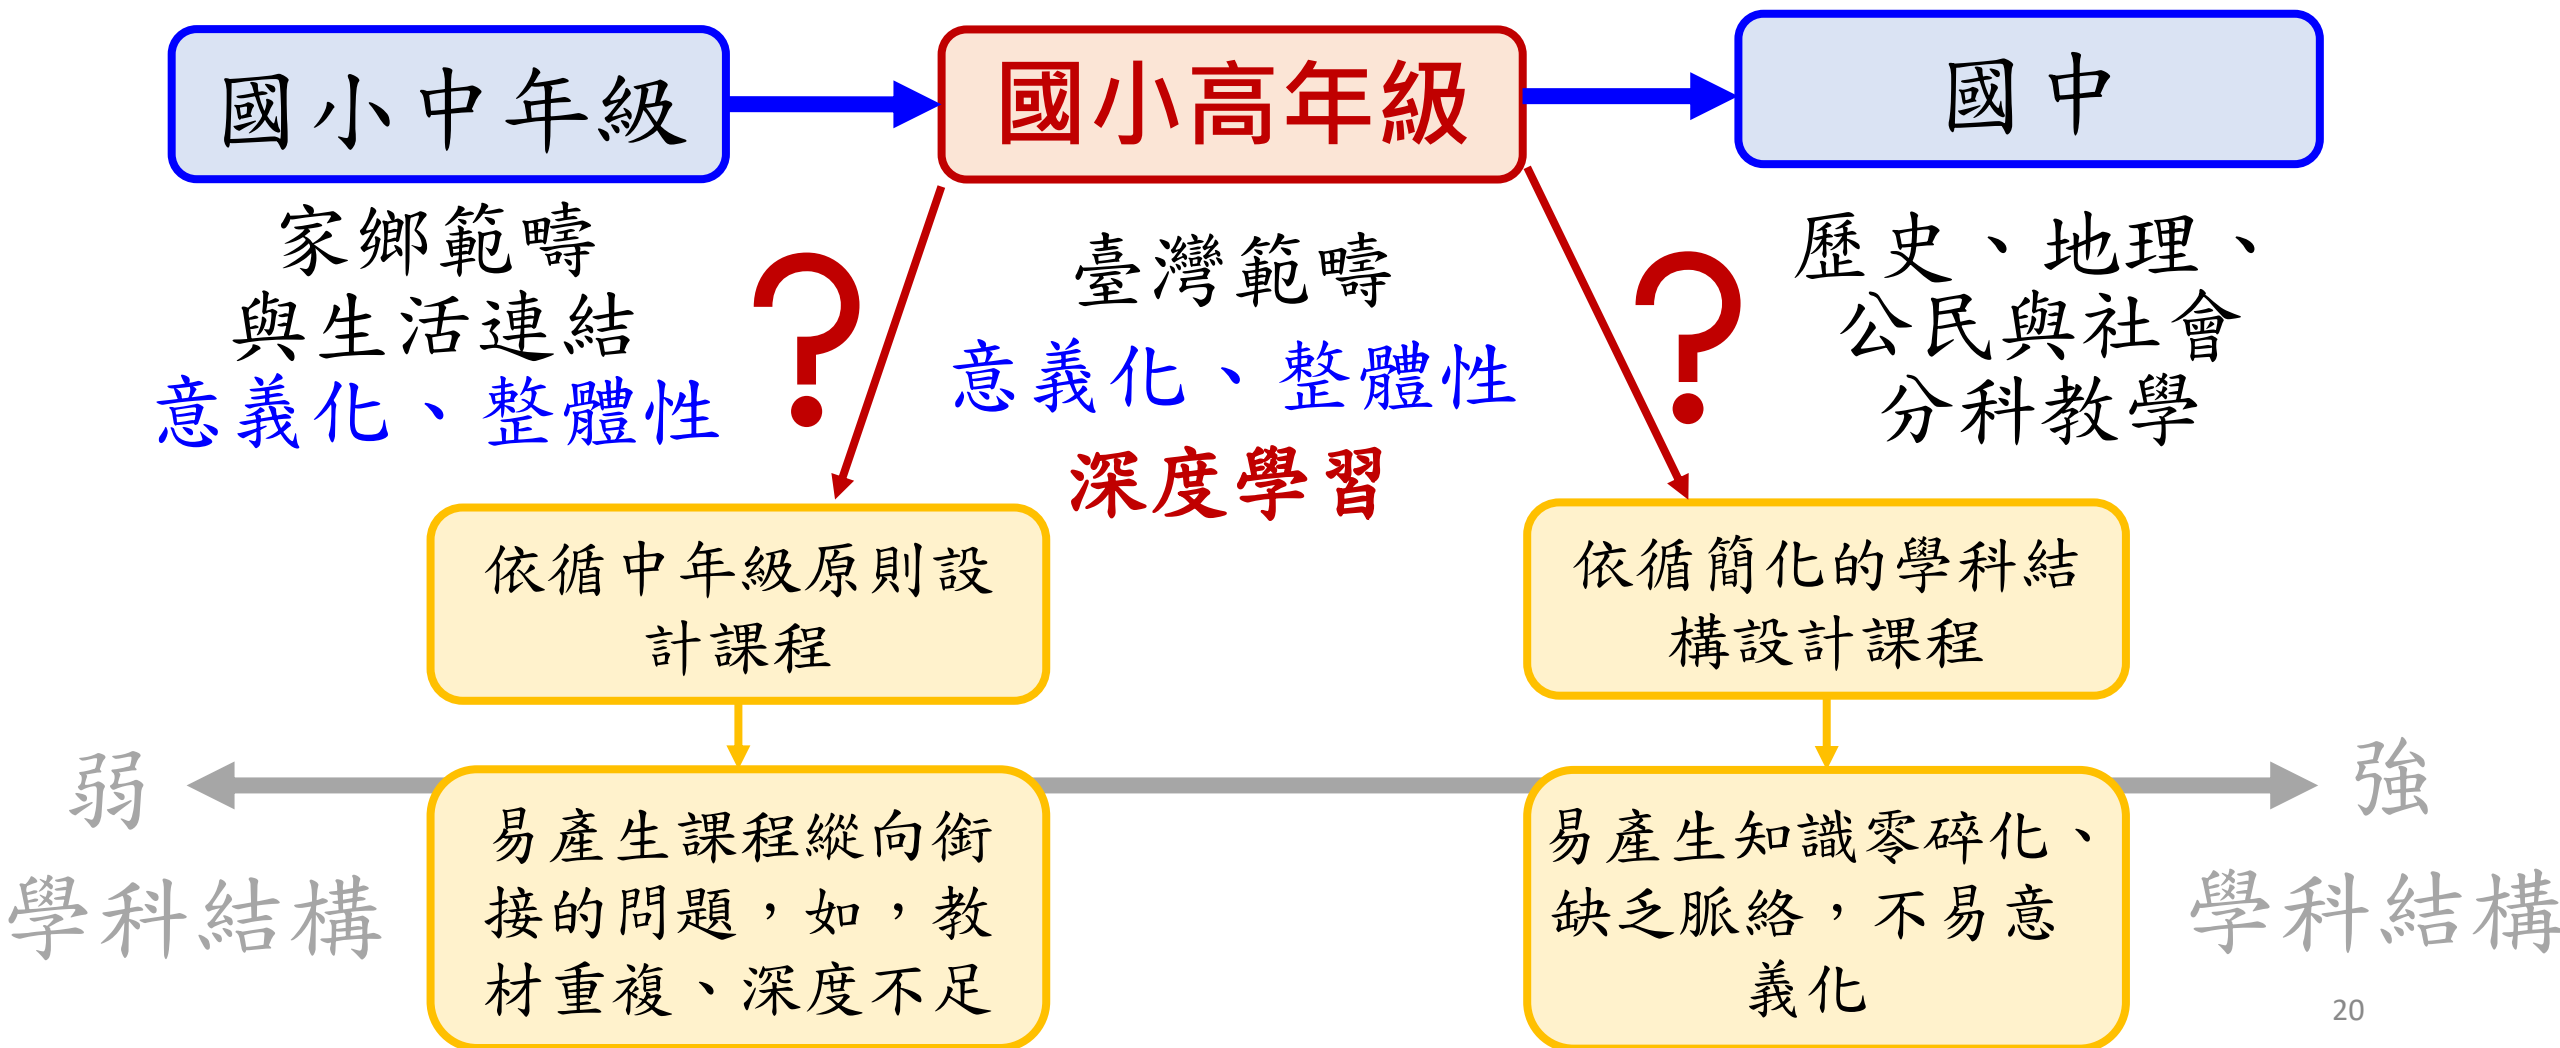 國小中年級
家鄉範疇
與生活連結
意義化、整體性
?
國小高年級
臺灣範疇
意義化、整體性
深度學習
?
國中
歷史、地理、
公民與社會
分科教學
依循中年級原則設
計課程
易產生課程縱向銜
接的問題，如，教
材重複、深度不足
依循簡化的學科結
構設計課程
易產生知識零碎化、
缺乏脈絡，不易意
義化
弱
學科結構
強
學科結構
20